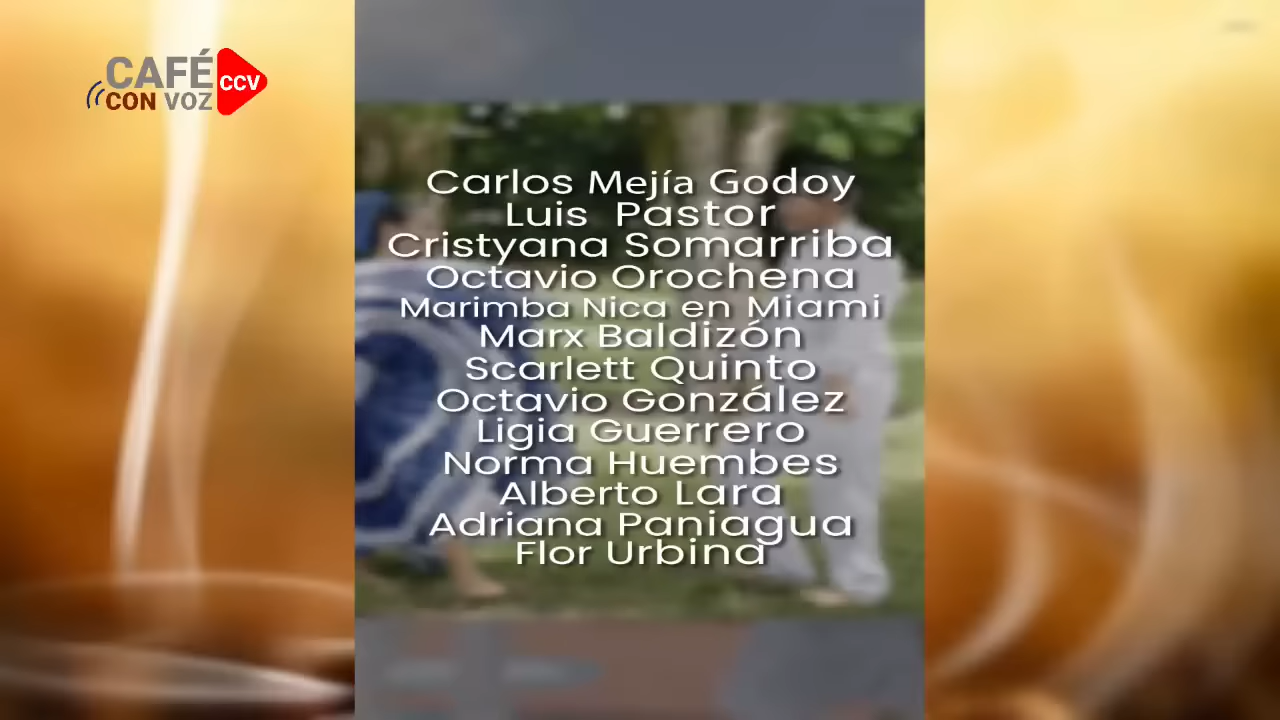 CAFÉ
CON VOZ
CCV
Carlos Mejía Godoy
Luis Pastor
Cristyana Somarriba
Octavio Orochena
Marimba Nica en Miami
Marx Baldizón
Scarlett Quinto
Octavio González
Ligia Guerrero
Norma Huembes
Alberto Lara
Adriana Paniagua
Flor Urbina